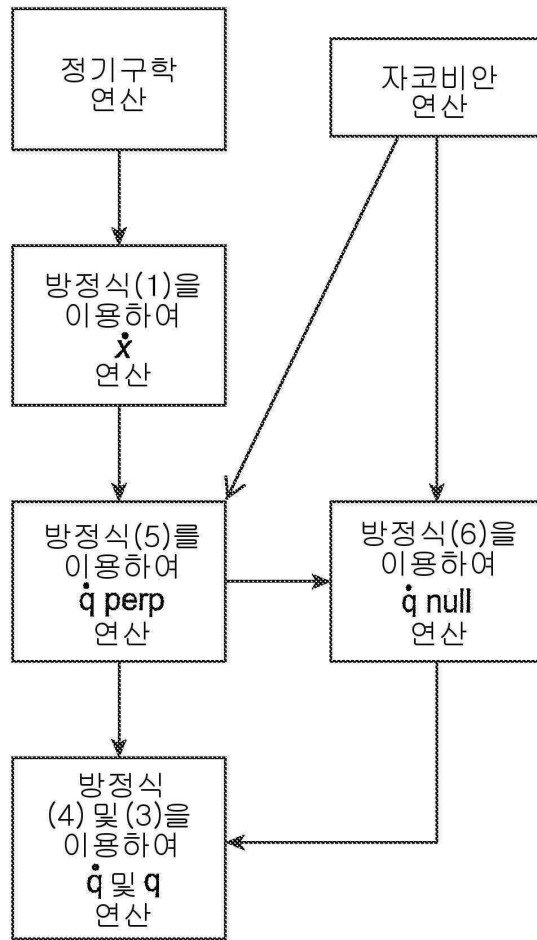 정기구학
연산
자코비안
연산
방정식(1)을
이용하여
ẋ
연산
방정식(5)를
이용하여
q̇ perp
연산
방정식(6)을
이용하여
q̇ null
연산
방정식
(4) 및 (3)을
이용하여
q̇ 및 q
연산